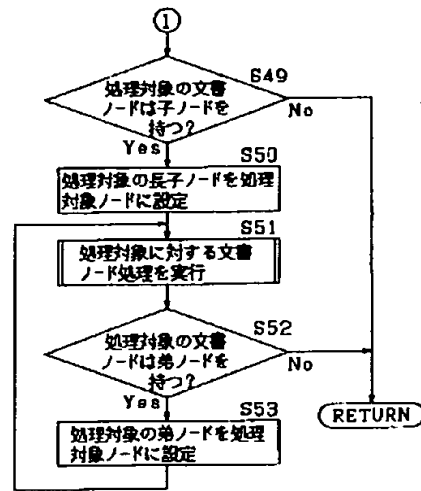 1
S49
処理対象の文書
ノードは子ノードを
持つ?
No
Yes
S50
処理対象の長子ノードを処理
対象ノードに設定
S51
処理対象に対する文書
ノード処理を実行
S52
処理対象の文書
ノードは弟ノードを
持つ?
No
Yes
S53
処理対象の弟ノードを処理
対象ノードに設定
RETURN